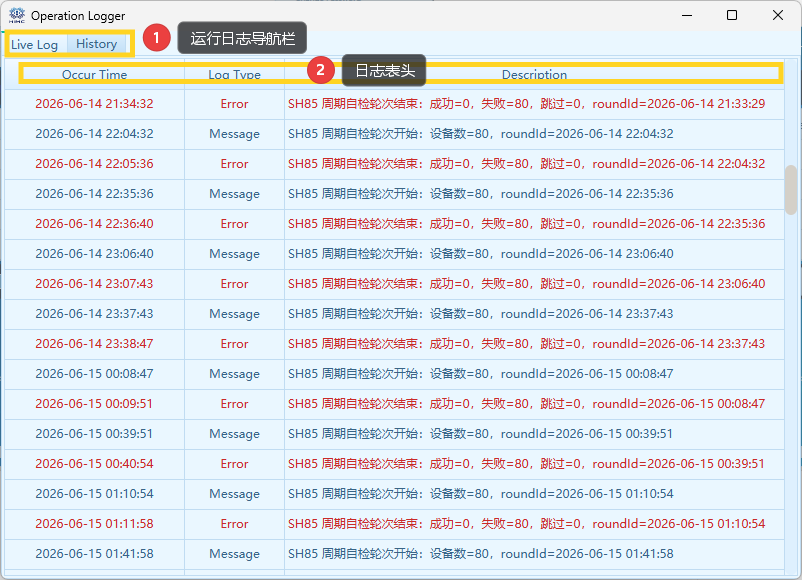 Operation Logger
HIMC
Live Log History 1 运行日志导航栏
Occur Time Log Type 2 日志表头 Description
2026-06-14 21:34:32 Error SH85 周期自检轮次结束：成功=0，失败=80，跳过=0，roundId=2026-06-14 21:33:29
2026-06-14 22:04:32 Message SH85 周期自检轮次开始：设备数=80，roundId=2026-06-14 22:04:32
2026-06-14 22:05:36 Error SH85 周期自检轮次结束：成功=0，失败=80，跳过=0，roundId=2026-06-14 22:04:32
2026-06-14 22:35:36 Message SH85 周期自检轮次开始：设备数=80，roundId=2026-06-14 22:35:36
2026-06-14 22:36:40 Error SH85 周期自检轮次结束：成功=0，失败=80，跳过=0，roundId=2026-06-14 22:35:36
2026-06-14 23:06:40 Message SH85 周期自检轮次开始：设备数=80，roundId=2026-06-14 23:06:40
2026-06-14 23:07:43 Error SH85 周期自检轮次结束：成功=0，失败=80，跳过=0，roundId=2026-06-14 23:06:40
2026-06-14 23:37:43 Message SH85 周期自检轮次开始：设备数=80，roundId=2026-06-14 23:37:43
2026-06-14 23:38:47 Error SH85 周期自检轮次结束：成功=0，失败=80，跳过=0，roundId=2026-06-14 23:37:43
2026-06-15 00:08:47 Message SH85 周期自检轮次开始：设备数=80，roundId=2026-06-15 00:08:47
2026-06-15 00:09:51 Error SH85 周期自检轮次结束：成功=0，失败=80，跳过=0，roundId=2026-06-15 00:08:47
2026-06-15 00:39:51 Message SH85 周期自检轮次开始：设备数=80，roundId=2026-06-15 00:39:51
2026-06-15 00:40:54 Error SH85 周期自检轮次结束：成功=0，失败=80，跳过=0，roundId=2026-06-15 00:39:51
2026-06-15 01:10:54 Message SH85 周期自检轮次开始：设备数=80，roundId=2026-06-15 01:10:54
2026-06-15 01:11:58 Error SH85 周期自检轮次结束：成功=0，失败=80，跳过=0，roundId=2026-06-15 01:10:54
2026-06-15 01:41:58 Message SH85 周期自检轮次开始：设备数=80，roundId=2026-06-15 01:41:58